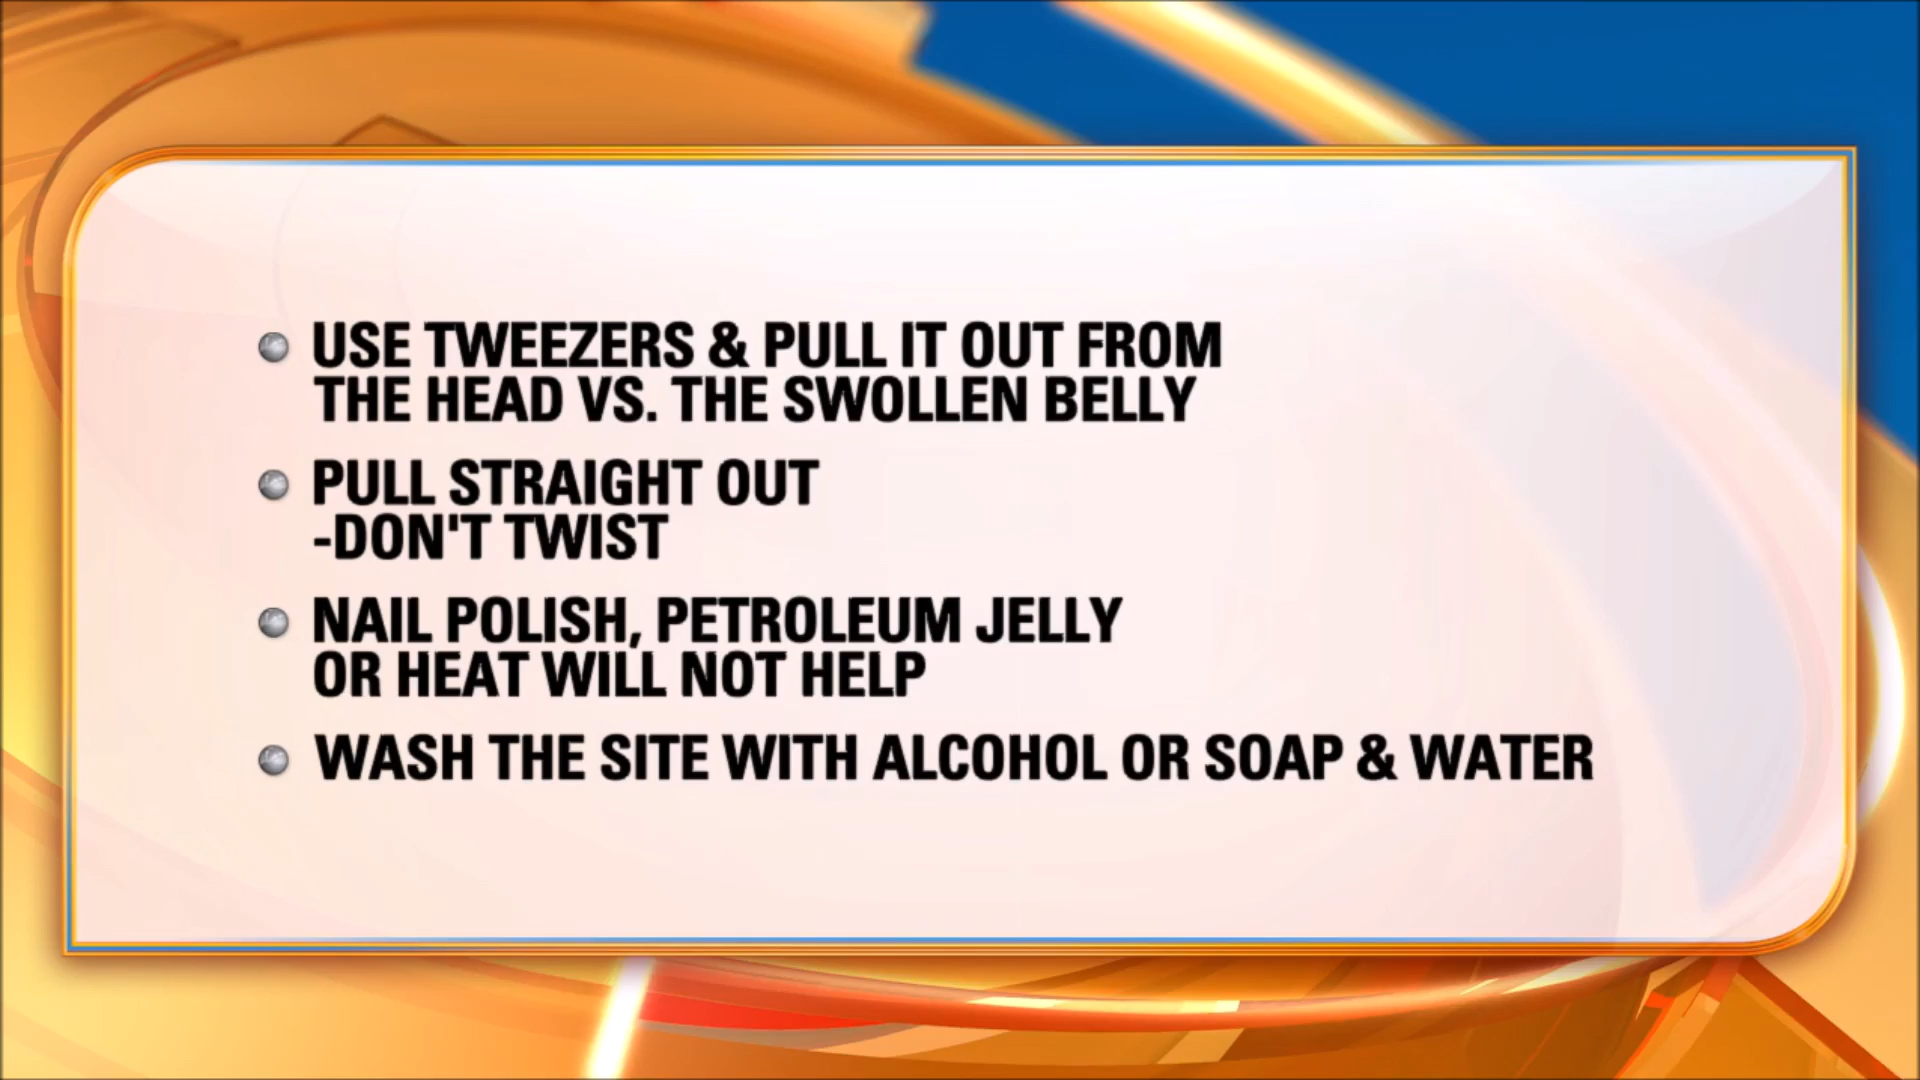 USE TWEEZERS & PULL IT OUT FROM
THE HEAD VS. THE SWOLLEN BELLY
PULL STRAIGHT OUT
-DON'T TWIST
NAIL POLISH, PETROLEUM JELLY
OR HEAT WILL NOT HELP
WASH THE SITE WITH ALCOHOL OR SOAP & WATER